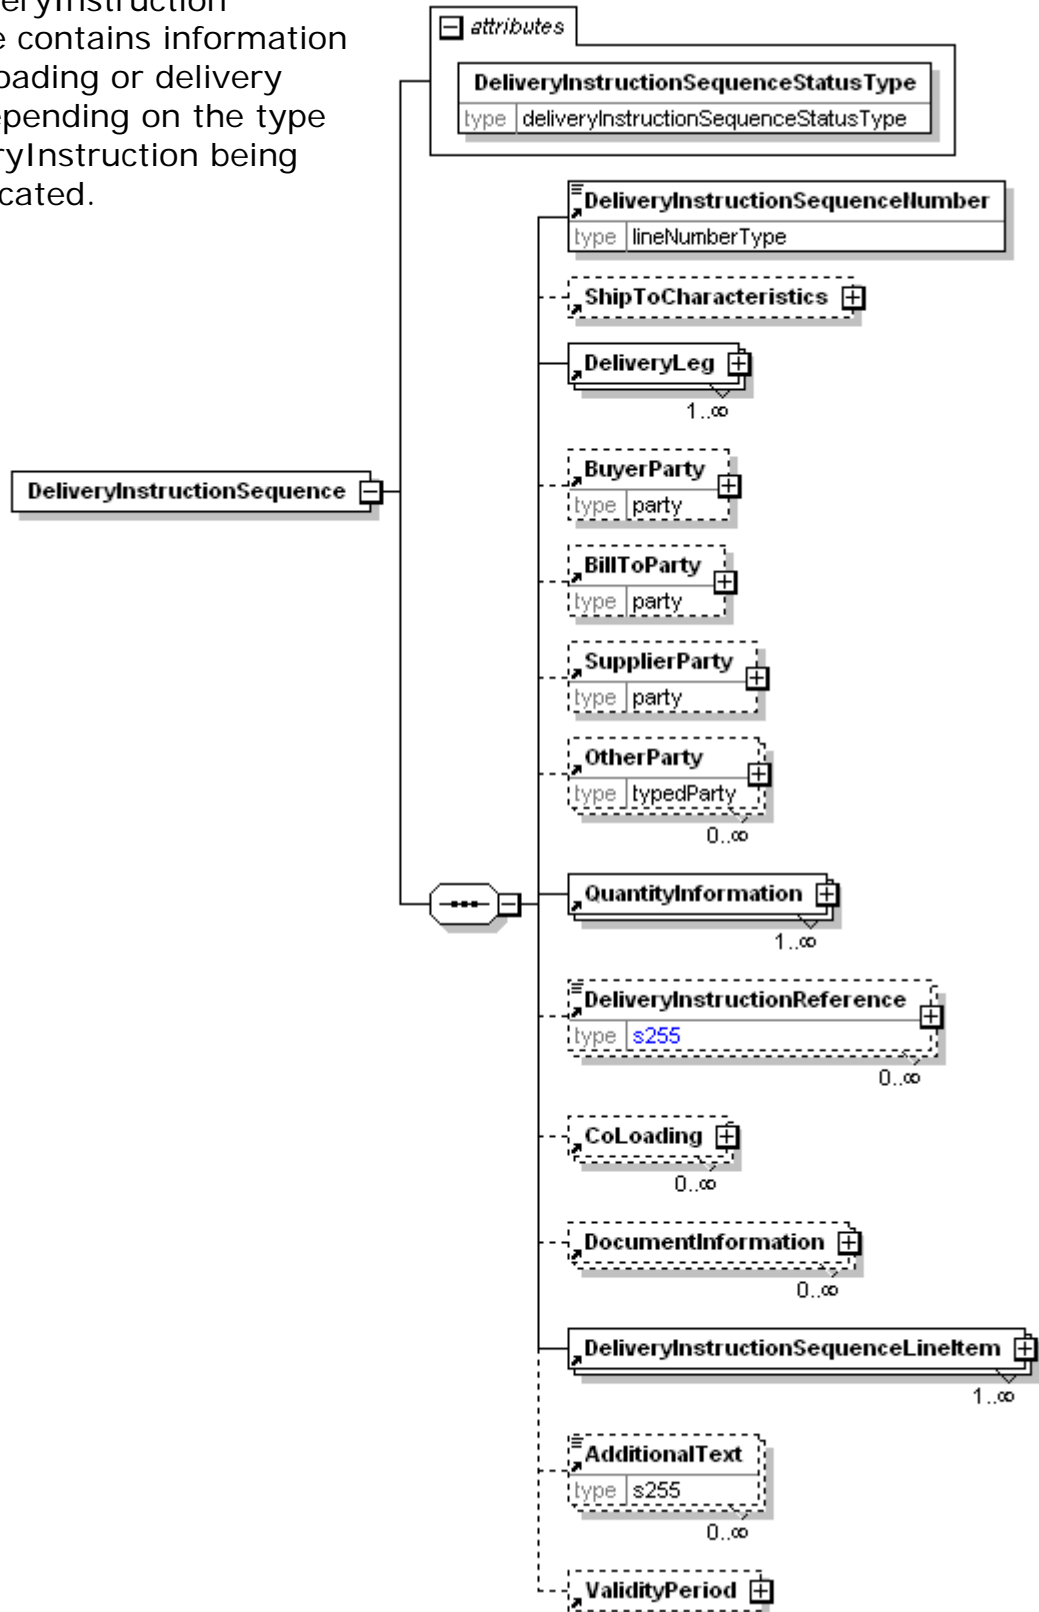 eryInstruction
e contains information
oading or delivery
epending on the type
ryInstruction being
cated.
attributes
DeliveryInstructionSequenceStatusType
type deliveryInstructionSequenceStatusType
DeliveryInstructionSequenceNumber
type lineNumberType
ShipToCharacteristics
DeliveryLeg
1..∞
BuyerParty
type party
DeliveryInstructionSequence
BillToParty
type party
SupplierParty
type party
OtherParty
type typedParty
0..∞
QuantityInformation
1..∞
DeliveryInstructionReference
type s255
0..∞
CoLoading
0..∞
DocumentInformation
0..∞
DeliveryInstructionSequenceLineItem
1..∞
AdditionalText
type s255
0..∞
ValidityPeriod